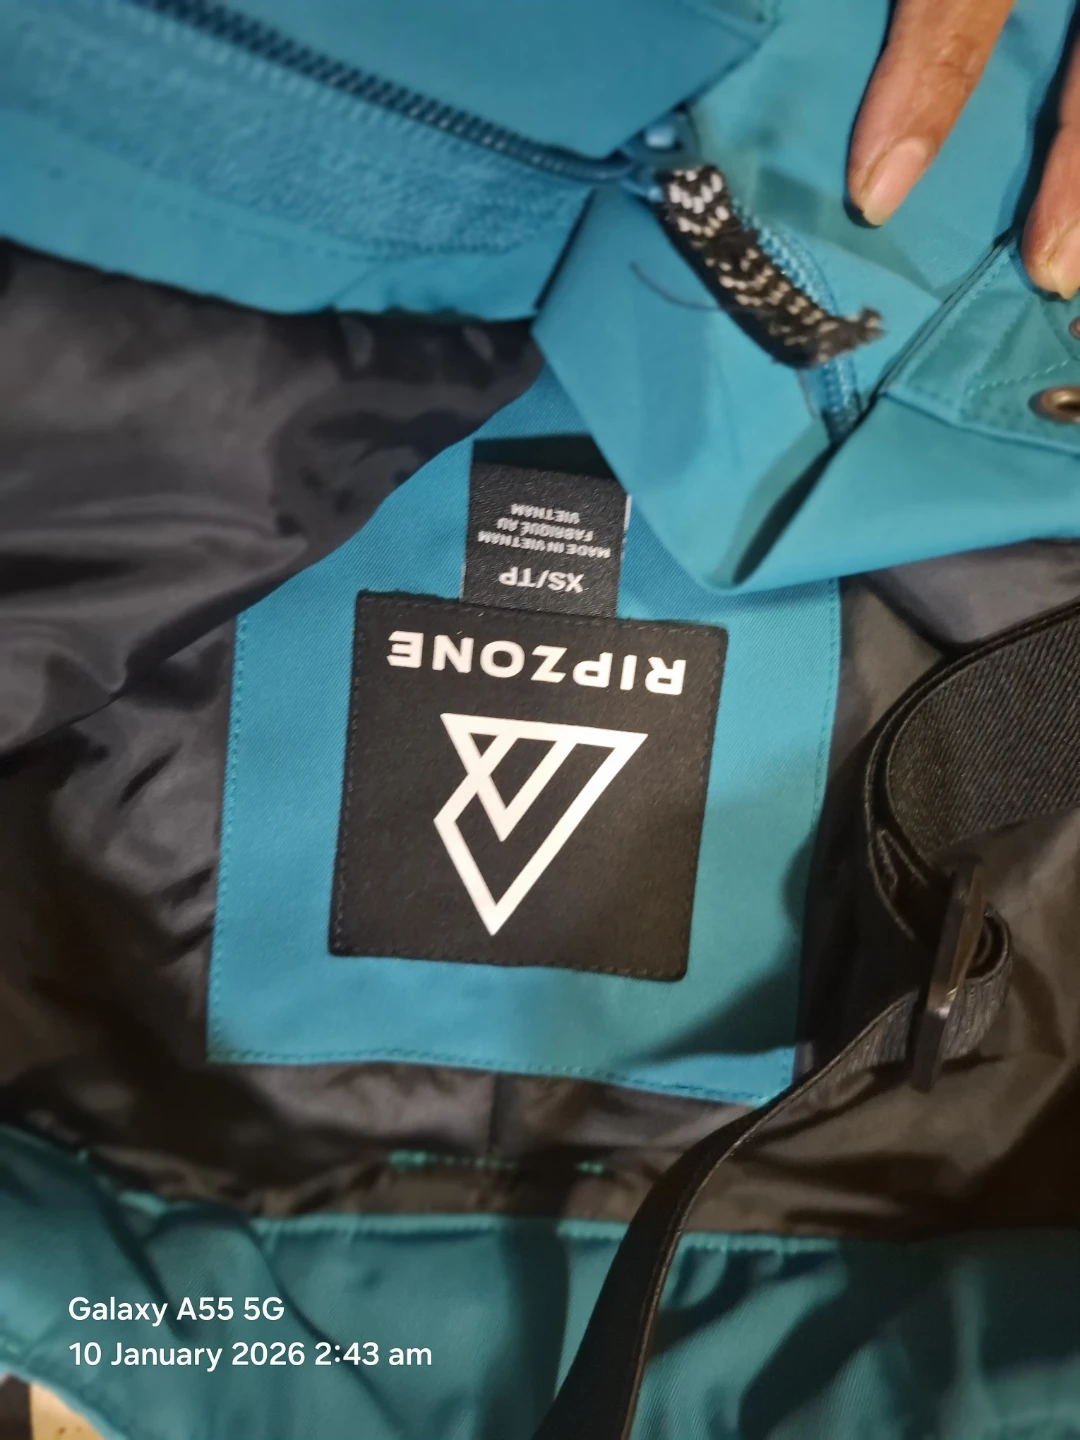 RIPZONE
XS/TP
MADE IN VIETNAM
FABRIQUÉ AU
VIETNAM
Galaxy A55 5G
10 January 2026 2:43 am